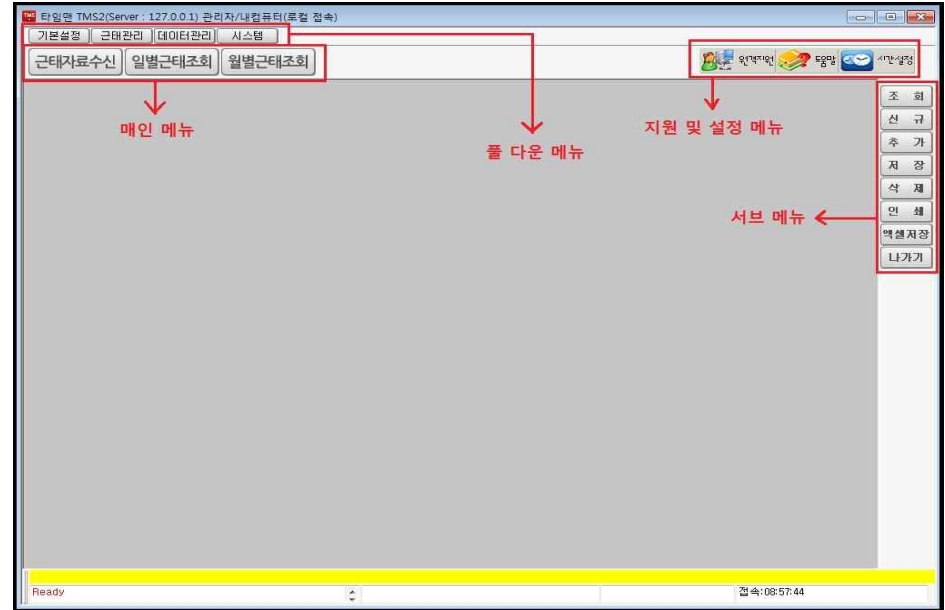 TMS 타임맨 TMS2(Server : 127.0.0.1) 관리자/내컴퓨터(로컬 접속)
기본설정 근태관리 데이터관리 시스템
근태자료수신 일별근태조회 월별근태조회 원격지원 도움말 시간설정
매인 메뉴
풀 다운 메뉴
지원 및 설정 메뉴
조 회
신 규
추 가
저 장
삭 제
서브 메뉴
인 쇄
엑셀저장
나가기
Ready 접속:08:57:44